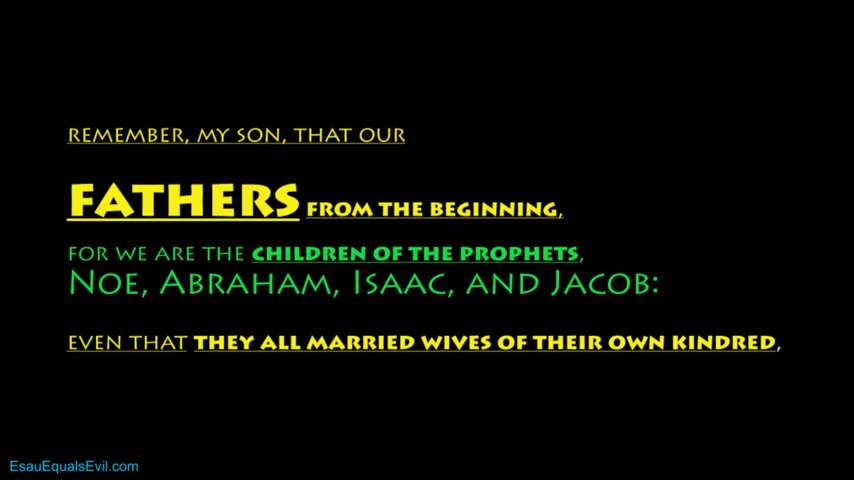 REMEMBER, MY SON, THAT OUR
FATHERS FROM THE BEGINNING,
FOR WE ARE THE CHILDREN OF THE PROPHETS,
NOE, ABRAHAM, ISAAC, AND JACOB:
EVEN THAT THEY ALL MARRIED WIVES OF THEIR OWN KINDRED,
EsauEqualsEvil.com